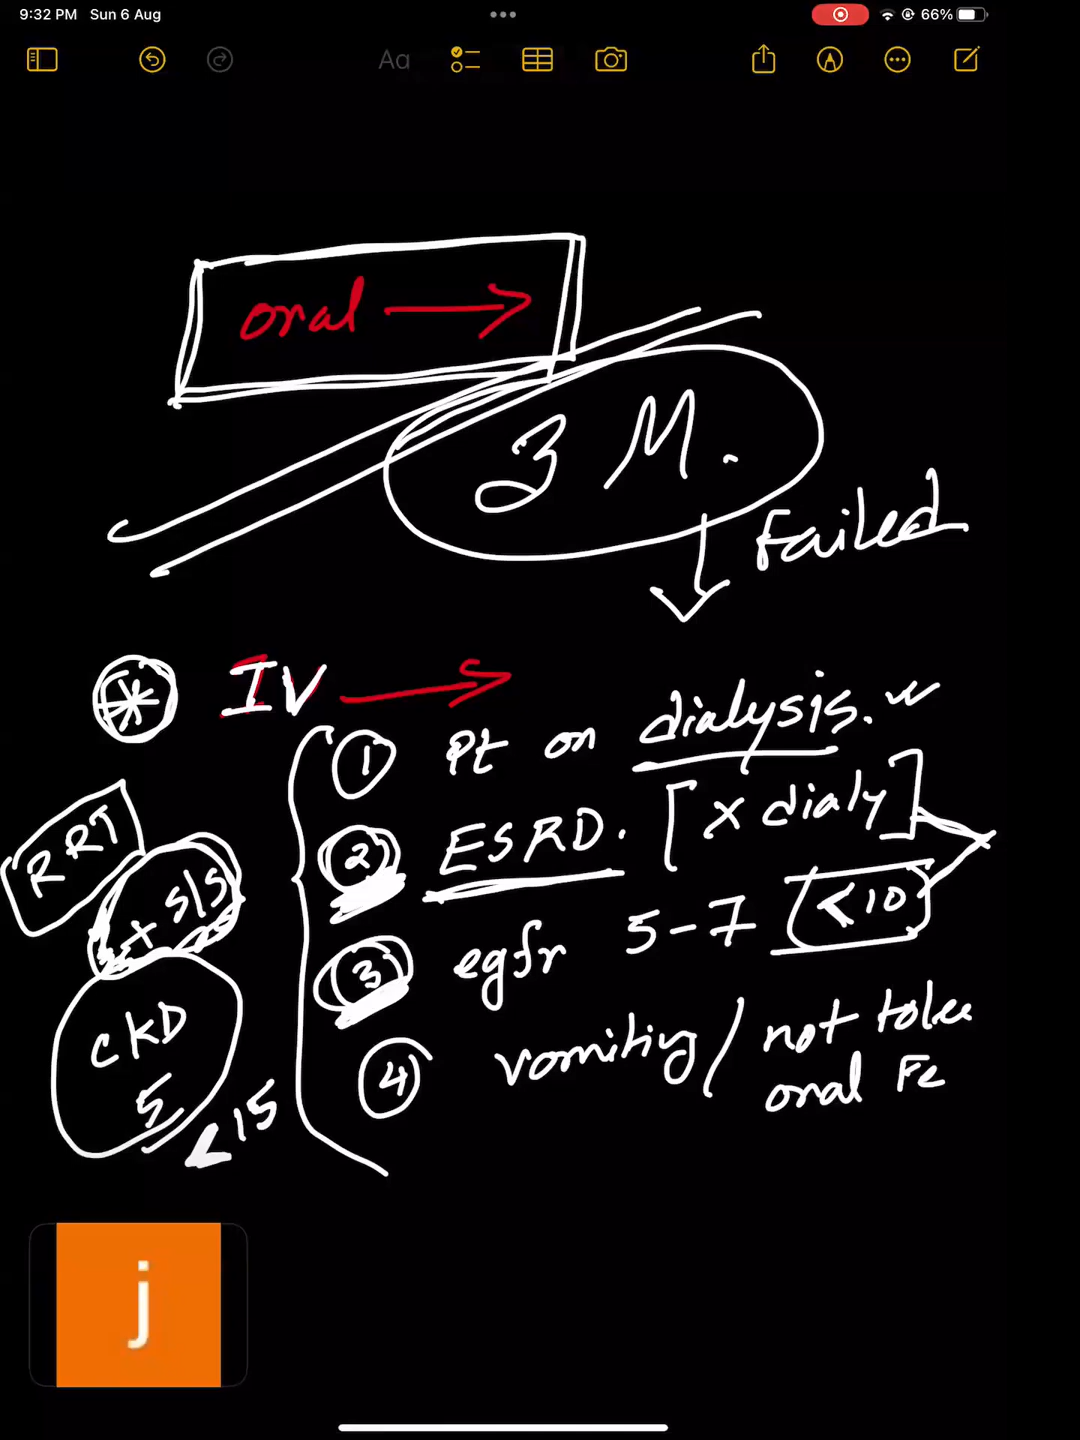 9:32 PM Sun 6 Aug
66%
Aa
oral →
3 M.
Failed
IV →
1 Pt on dialysis.
2 ESRD. [x dialy]
3 egfr 5-7 (<10)
4 vomiting / not tolee
oral Fe
RRT
+ s/s
CKD
5
<15
j